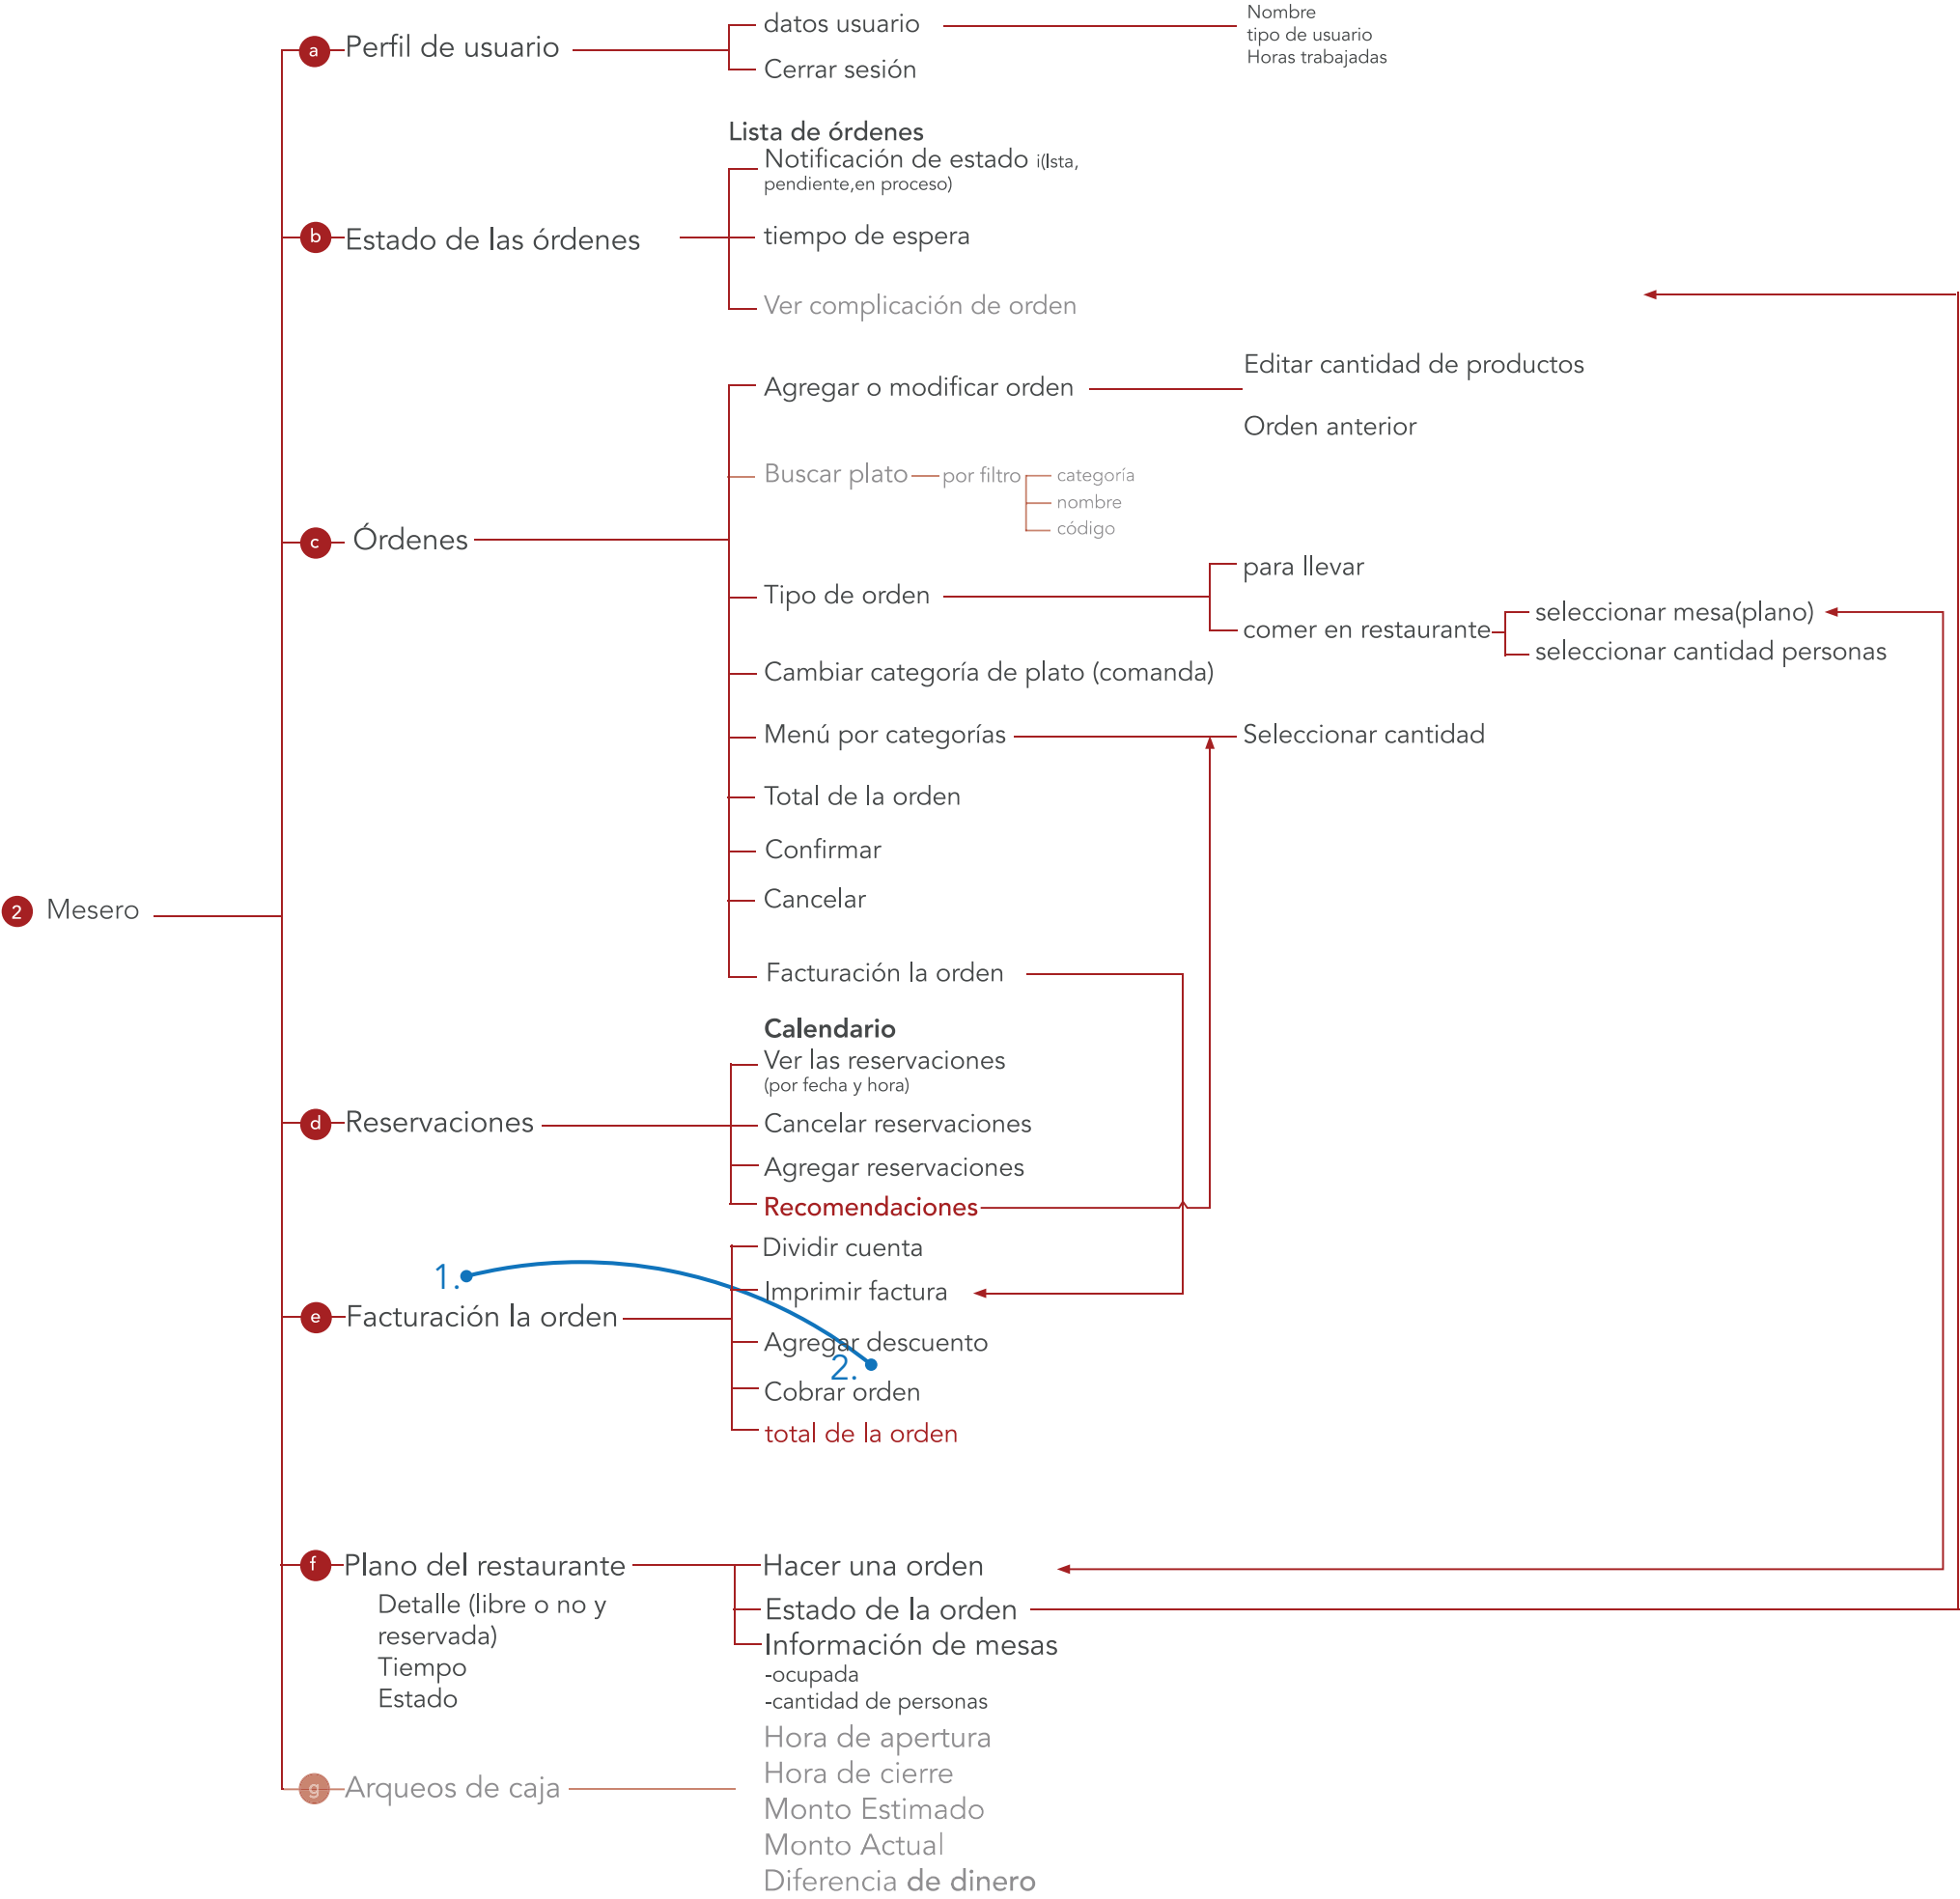 a Perfil de usuario
datos usuario
Nombre
tipo de usuario
Horas trabajadas
Cerrar sesión
Lista de órdenes
Notificación de estado i(lsta,
pendiente,en proceso)
b Estado de las órdenes
tiempo de espera
Ver complicación de orden
Agregar o modificar orden
Editar cantidad de productos
Orden anterior
Buscar plato
por filtro
categoría
nombre
código
c Órdenes
Tipo de orden
para llevar
comer en restaurante
seleccionar mesa(plano)
seleccionar cantidad personas
Cambiar categoría de plato (comanda)
Menú por categorías
Seleccionar cantidad
Total de la orden
Confirmar
Cancelar
2 Mesero
Facturación la orden
Calendario
Ver las reservaciones
(por fecha y hora)
d Reservaciones
Cancelar reservaciones
Agregar reservaciones
Recomendaciones
Dividir cuenta
1.
Imprimir factura
e Facturación la orden
Agregar descuento
2.
Cobrar orden
total de la orden
f Plano del restaurante
Detalle (libre o no y
reservada)
Tiempo
Estado
Hacer una orden
Estado de la orden
Información de mesas
-ocupada
-cantidad de personas
g Arqueos de caja
Hora de apertura
Hora de cierre
Monto Estimado
Monto Actual
Diferencia de dinero